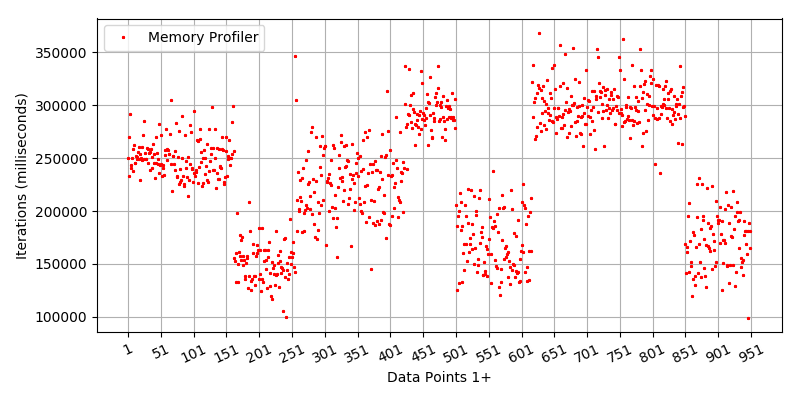 Memory Profiler
350000
300000
250000
200000
150000
100000
Iterations (milliseconds)
1 51 101 151 201 251 301 351 401 451 501 551 601 651 701 751 801 851 901 951
Data Points 1+